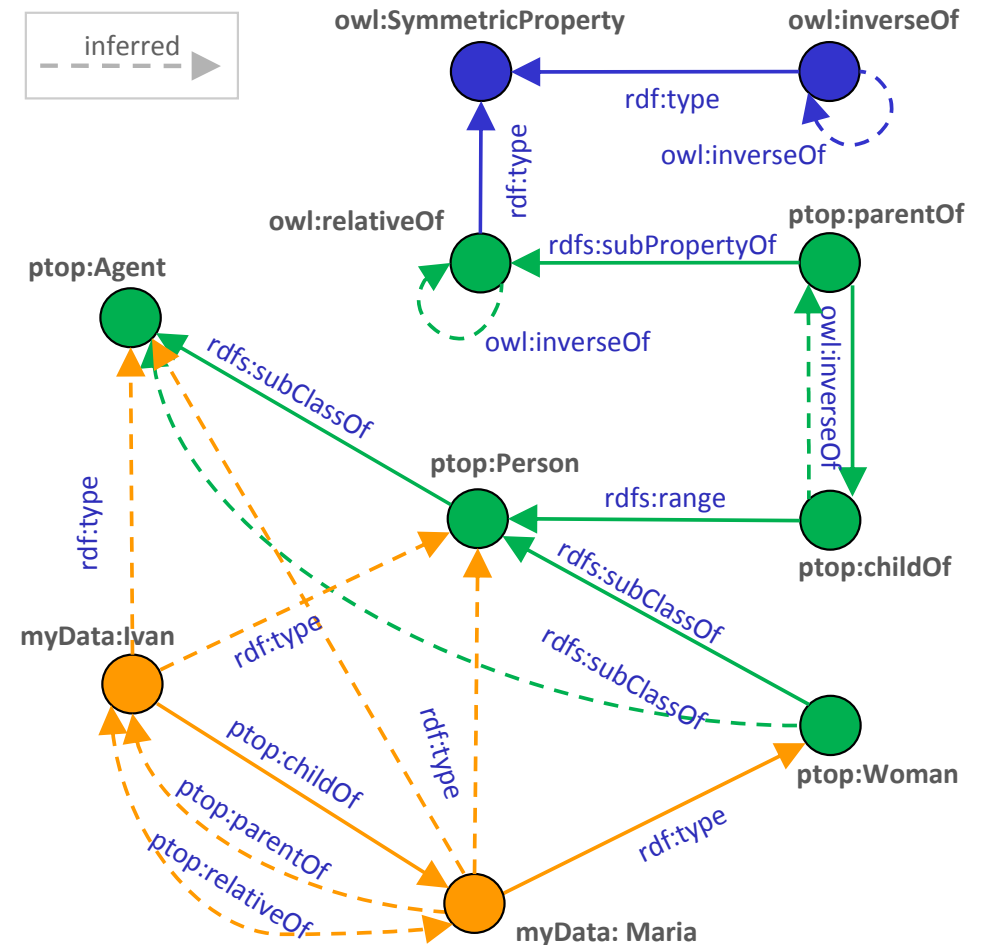 inferred
owl:SymmetricProperty
owl:inverseOf
rdf:type
owl:inverseOf
rdf:type
owl:relativeOf
ptop:parentOf
rdfs:subPropertyOf
ptop:Agent
owl:inverseOf
owl:inverseOf
rdfs:subClassOf
ptop:Person
rdfs:range
ptop:childOf
rdf:type
rdfs:subClassOf
myData:Ivan
rdf:type
rdfs:subClassOf
ptop:childOf
rdf:type
ptop:Woman
ptop:parentOf
rdf:type
ptop:relativeOf
myData: Maria